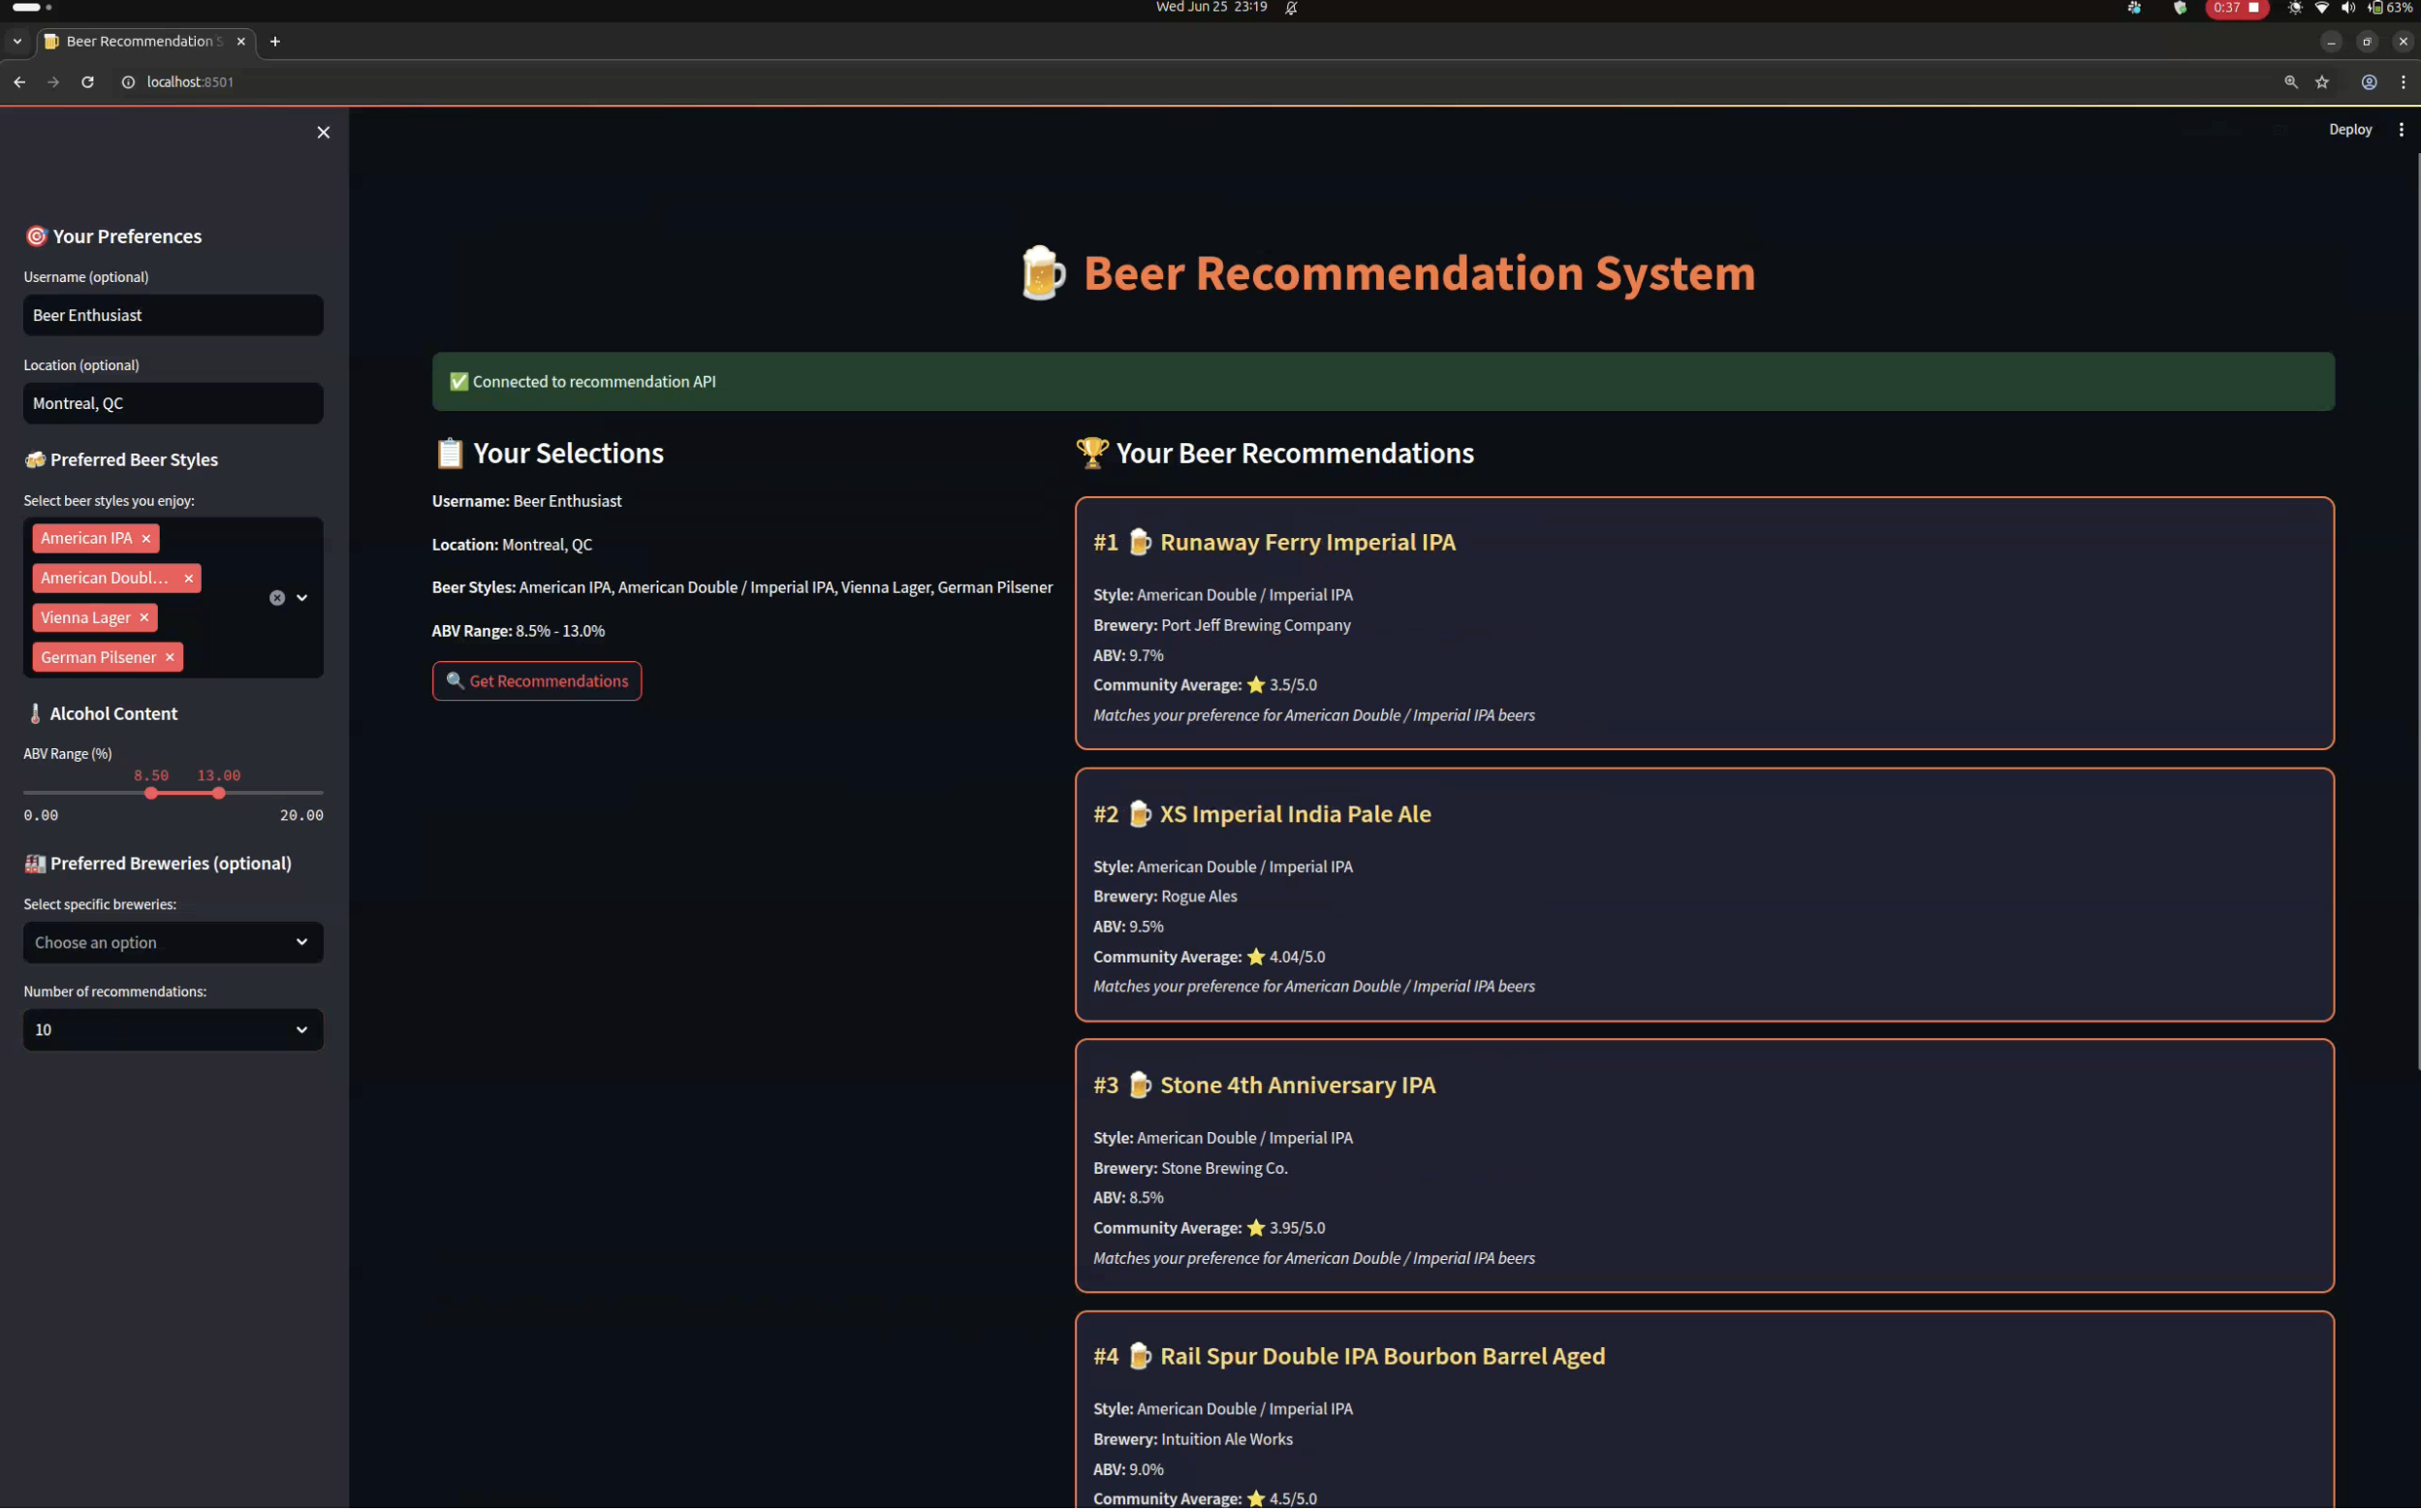 Wed Jun 25 23:19
0:37
63%
Beer Recommendation S
localhost:8501
Deploy
Your Preferences
Username (optional)
Beer Enthusiast
Location (optional)
Montreal, QC
Preferred Beer Styles
Select beer styles you enjoy:
American IPA
American Doubl...
Vienna Lager
German Pilsener
Alcohol Content
ABV Range (%)
8.50 13.00
0.00 20.00
Preferred Breweries (optional)
Select specific breweries:
Choose an option
Number of recommendations:
10
Beer Recommendation System
Connected to recommendation API
Your Selections
Username: Beer Enthusiast
Location: Montreal, QC
Beer Styles: American IPA, American Double / Imperial IPA, Vienna Lager, German Pilsener
ABV Range: 8.5% - 13.0%
Get Recommendations
Your Beer Recommendations
#1 Runaway Ferry Imperial IPA
Style: American Double / Imperial IPA
Brewery: Port Jeff Brewing Company
ABV: 9.7%
Community Average: 3.5/5.0
Matches your preference for American Double / Imperial IPA beers
#2 XS Imperial India Pale Ale
Style: American Double / Imperial IPA
Brewery: Rogue Ales
ABV: 9.5%
Community Average: 4.04/5.0
Matches your preference for American Double / Imperial IPA beers
#3 Stone 4th Anniversary IPA
Style: American Double / Imperial IPA
Brewery: Stone Brewing Co.
ABV: 8.5%
Community Average: 3.95/5.0
Matches your preference for American Double / Imperial IPA beers
#4 Rail Spur Double IPA Bourbon Barrel Aged
Style: American Double / Imperial IPA
Brewery: Intuition Ale Works
ABV: 9.0%
Community Average: 4.5/5.0